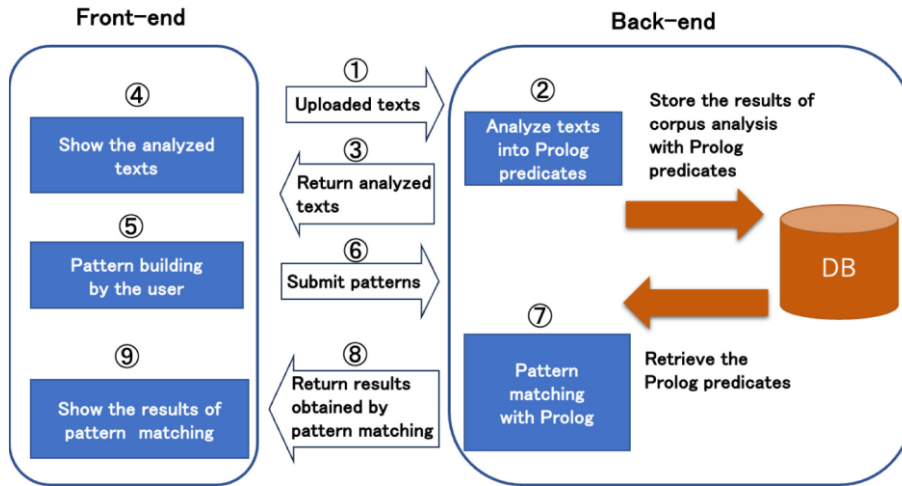 Front-end
Back-end
①
Uploaded texts
②
Analyze texts
into Prolog
predicates
Store the results of
corpus analysis
with Prolog
predicates
③
Return analyzed
texts
④
Show the analyzed
texts
⑤
Pattern building
by the user
⑥
Submit patterns
DB
⑦
Pattern
matching
with Prolog
Retrieve the
Prolog predicates
⑧
Return results
obtained by
pattern matching
⑨
Show the results of
pattern matching